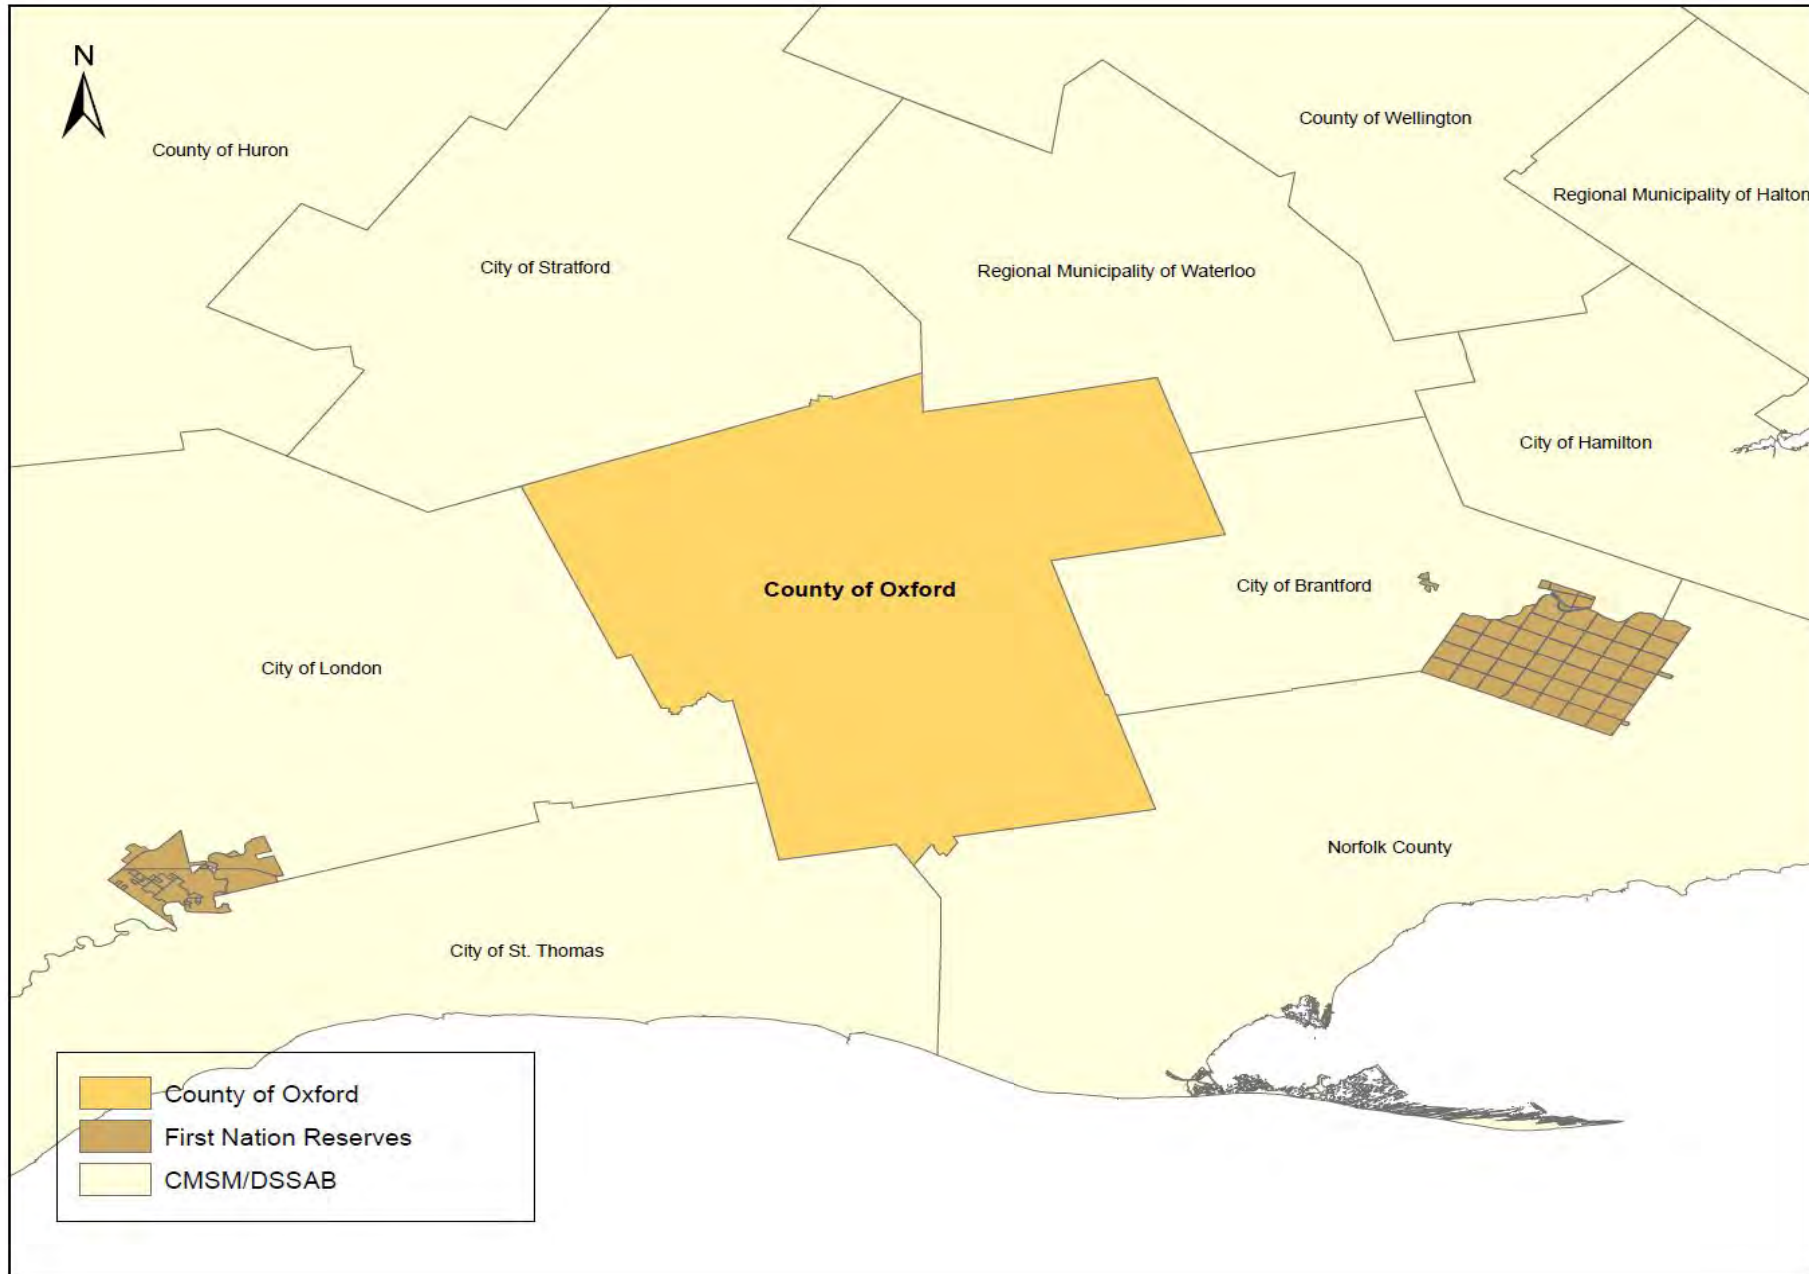 N
County of Wellington
County of Huron
Regional Municipality of Halton
City of Stratford
Regional Municipality of Waterloo
City of Hamilton
County of Oxford
City of Brantford
City of London
Norfolk County
City of St. Thomas
County of Oxford
First Nation Reserves
CMSM/DSSAB